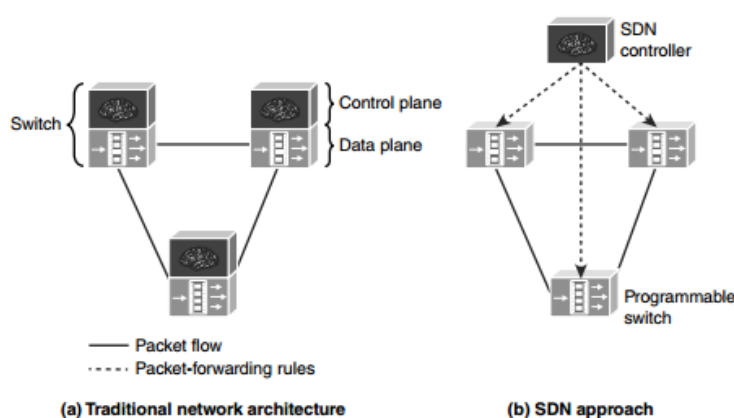 SDN
controller
Switch
Control plane
Data plane
Programmable
switch
Packet flow
Packet-forwarding rules
(a) Traditional network architecture
(b) SDN approach